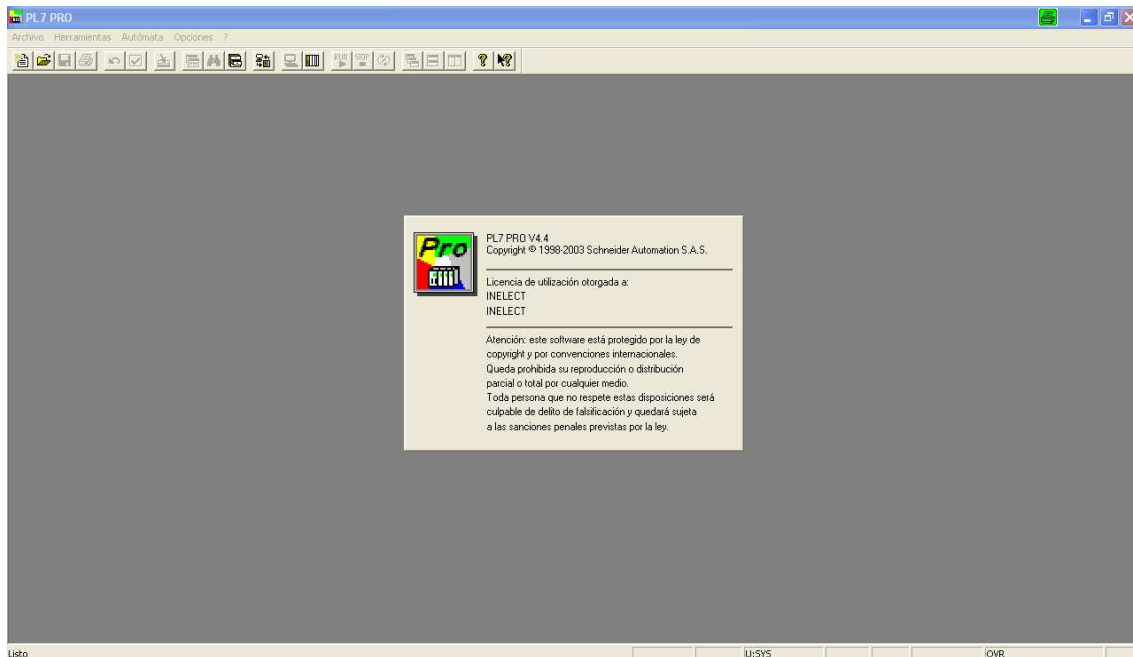 PL7 PRO
Archivo Herramientas Autómata Opciones ?
RUN STOP
Pro
PL7 PRO V4.4
Copyright © 1998-2003 Schneider Automation S.A.S.
Licencia de utilización otorgada a:
INELECT
INELECT
Atención: este software está protegido por la ley de
copyright y por convenciones internacionales.
Queda prohibida su reproducción o distribución
parcial o total por cualquier medio.
Toda persona que no respete estas disposiciones será
culpable de delito de falsificación y quedará sujeta
a las sanciones penales previstas por la ley.
Listo U:SYS OVR